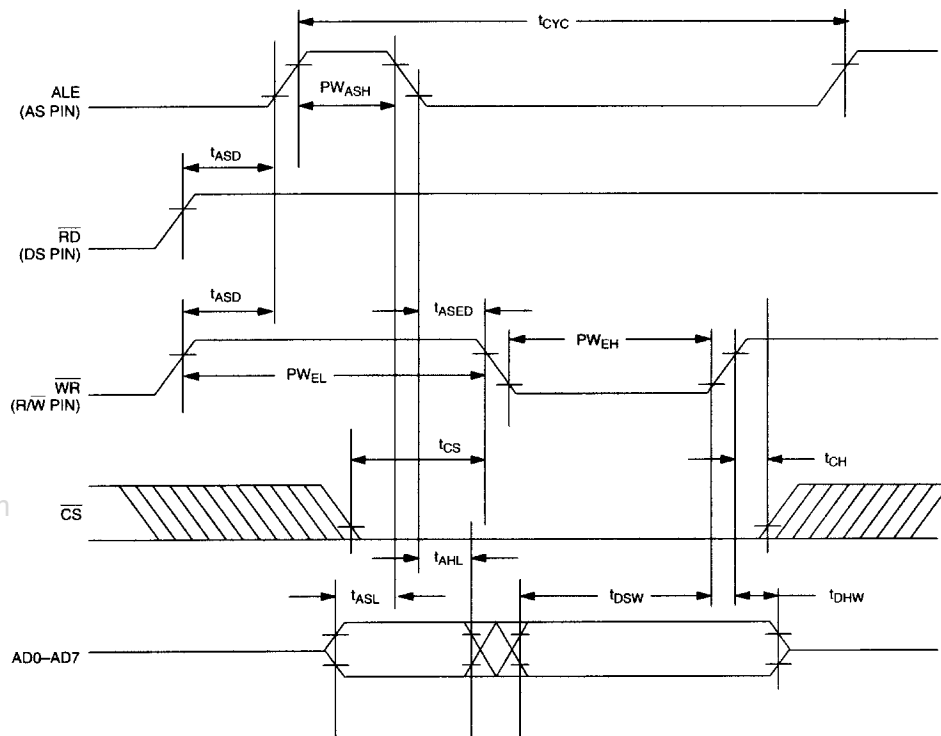 tCYC
ALE
(AS PIN)
PWASH
tASD
RD
(DS PIN)
tASD
tASED
PWEH
PWEL
WR
(R/W PIN)
tCS
tCH
CS
tAHL
tASL
tDSW
tDHW
AD0–AD7